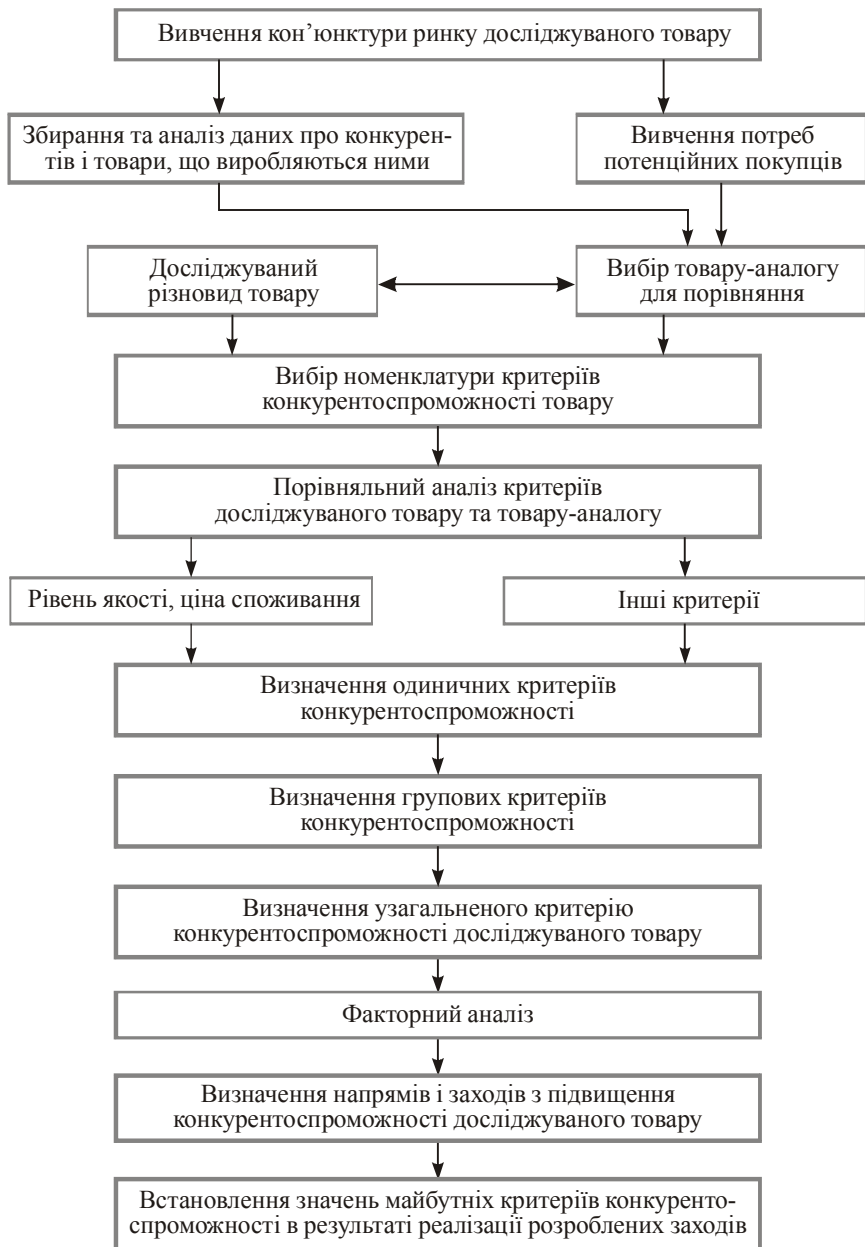 Вивчення кон’юнктури ринку досліджуваного товару
Збирання та аналіз даних про конкурен-
тів і товари, що виробляються ними
Вивчення потреб
потенційних покупців
Досліджуваний
різновид товару
Вибір товару-аналогу
для порівняння
Вибір номенклатури критеріїв
конкурентоспроможності товару
Порівняльний аналіз критеріїв
досліджуваного товару та товару-аналогу
Рівень якості, ціна споживання
Інші критерії
Визначення одиничних критеріїв
конкурентоспроможності
Визначення групових критеріїв
конкурентоспроможності
Визначення узагальненого критерію
конкурентоспроможності досліджуваного товару
Факторний аналіз
Визначення напрямів і заходів з підвищення
конкурентоспроможності досліджуваного товару
Встановлення значень майбутніх критеріїв конкуренто-
спроможності в результаті реалізації розроблених заходів